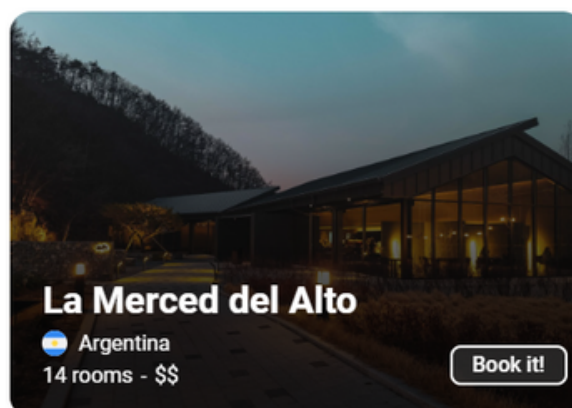 La Merced del Alto
Argentina
14 rooms - $$
Book it!